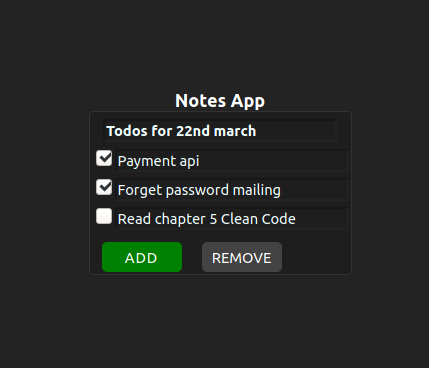 Notes App
Todos for 22nd march
Payment api
Forget password mailing
Read chapter 5 Clean Code
ADD REMOVE